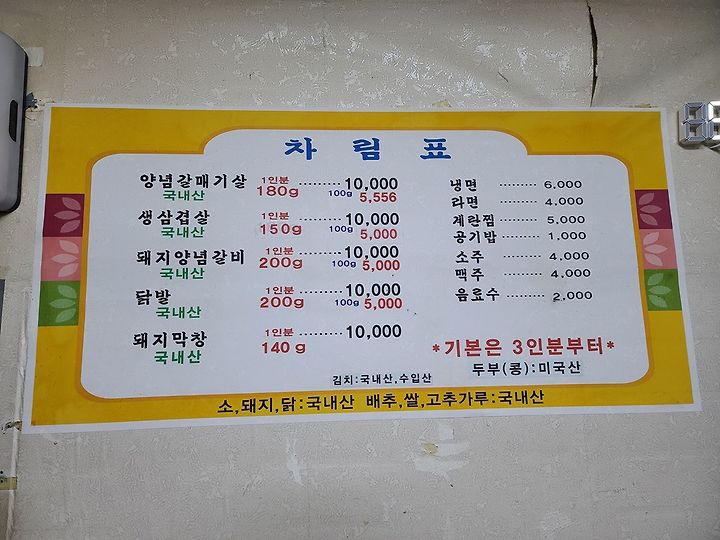 차 림 표
양념갈매기살 1인분 180g ········· 10,000
국내산 100g 5,556
생삼겹살 1인분 150g ········· 10,000
국내산 100g 5,000
돼지양념갈비 1인분 200g ········· 10,000
국내산 100g 5,000
닭발 1인분 200g ········· 10,000
국내산 100g 5,000
돼지막창 1인분 140g ········· 10,000
국내산
냉면 ········· 6,000
라면 ········· 4,000
계란찜 ········· 5,000
공기밥 ········· 1,000
소주 ········· 4,000
맥주 ········· 4,000
음료수 ········· 2,000
*기본은 3인분부터*
두부(콩):미국산
김치:국내산,수입산
소,돼지,닭:국내산 배추,쌀,고추가루:국내산